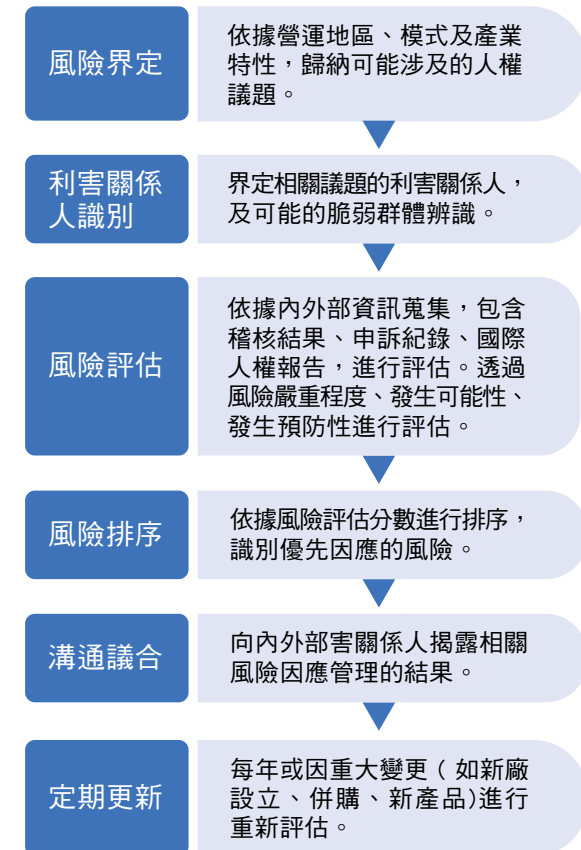 風險界定
依據營運地區、模式及產業
特性，歸納可能涉及的人權
議題。
利害關係
人識別
界定相關議題的利害關係人，
及可能的脆弱群體辨識。
風險評估
依據內外部資訊蒐集，包含
稽核結果、申訴紀錄、國際
人權報告，進行評估。透過
風險嚴重程度、發生可能性、
發生預防性進行評估。
風險排序
依據風險評估分數進行排序，
識別優先因應的風險。
溝通議合
向內外部害關係人揭露相關
風險因應管理的結果。
定期更新
每年或因重大變更（如新廠
設立、併購、新產品)進行
重新評估。